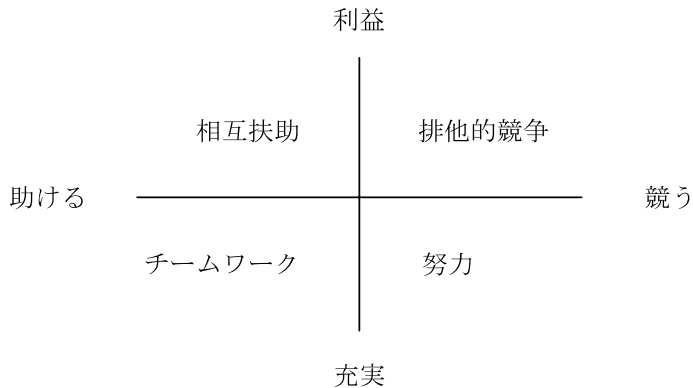 利益
相互扶助
排他的競争
助ける
競う
チームワーク
努力
充実